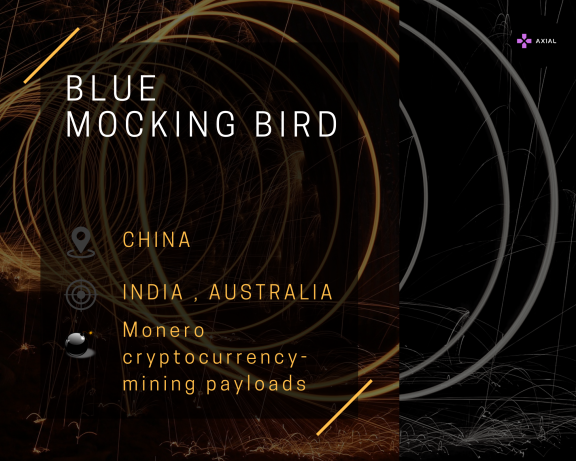 AXIAL
BLUE
MOCKING BIRD
CHINA
INDIA , AUSTRALIA
Monero
cryptocurrency-
mining payloads